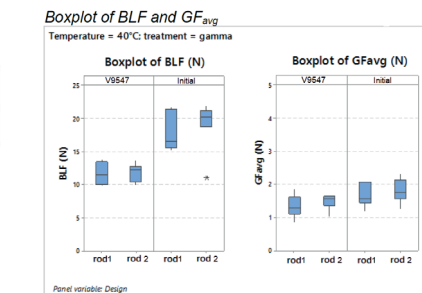 Boxplot of BLF and GFavg
Temperature = 40°C; treatment = gamma
Boxplot of BLF (N)
V9547 Initial
25
20
15
10
5
0
BLF (N)
rod1 rod 2 rod1 rod 2
Boxplot of GFavg (N)
V9547 Initial
5
4
3
2
1
0
GFavg (N)
rod1 rod 2 rod1 rod 2
Panel variable: Design